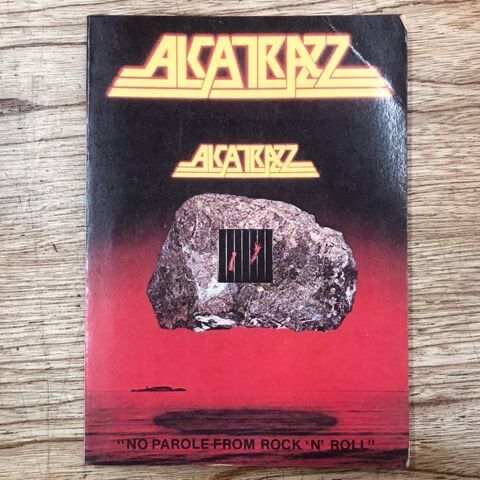 ALCATRAZZ
ALCATRAZZ
"NO PAROLE FROM ROCK 'N' ROLL"